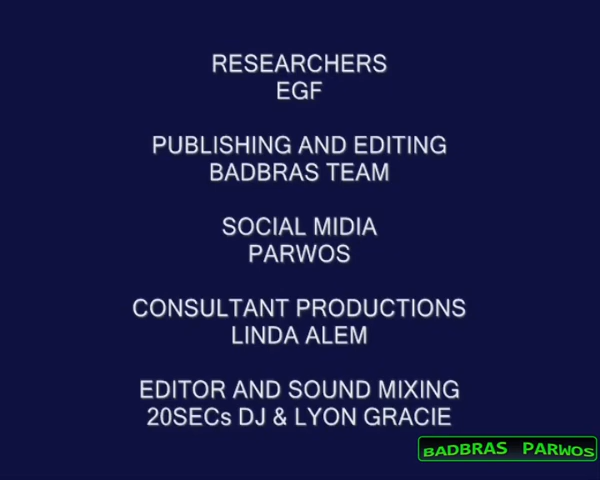 RESEARCHERS
EGF
PUBLISHING AND EDITING
BADBRAS TEAM
SOCIAL MIDIA
PARWOS
CONSULTANT PRODUCTIONS
LINDA ALEM
EDITOR AND SOUND MIXING
20SECs DJ & LYON GRACIE
BADBRAS PARWOS